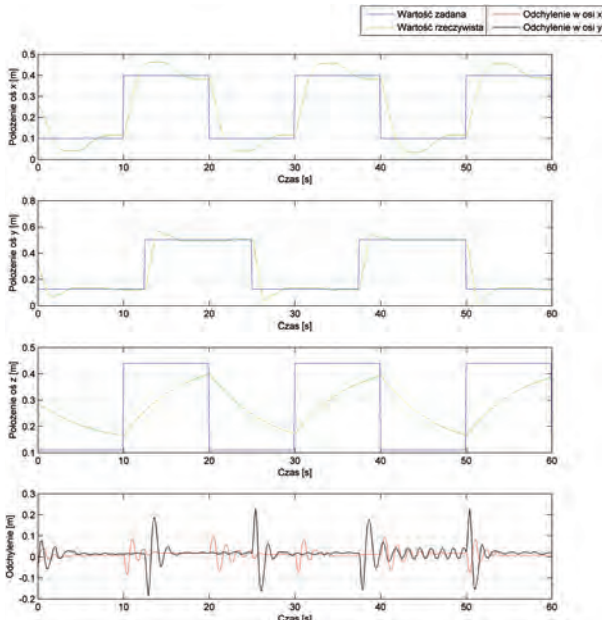 Wartość zadana
Wartość rzeczywista
Odchylenie w osi x
Odchylenie w osi y
Położenie oś x [m]
0.5
0.4
0.3
0.2
0.1
0
0 10 20 30 40 50 60
Czas [s]
Położenie oś y [m]
0.8
0.6
0.4
0.2
0
0 10 20 30 40 50 60
Czas [s]
Położenie oś z [m]
0.5
0.4
0.3
0.2
0.1
0 10 20 30 40 50 60
Czas [s]
Odchylenie [m]
0.3
0.2
0.1
0
-0.1
-0.2
0 10 20 30 40 50 60
Czas [s]